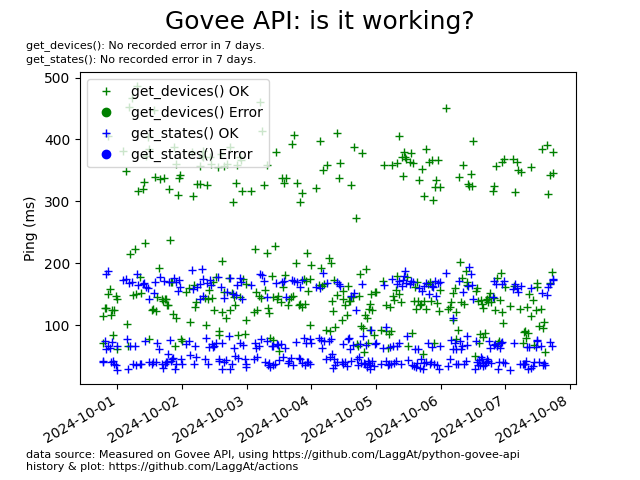 Govee API: is it working?
get_devices(): No recorded error in 7 days.
get_states(): No recorded error in 7 days.
500
400
300
200
100
Ping (ms)
get_devices() OK
get_devices() Error
get_states() OK
get_states() Error
2024-10-01
2024-10-02
2024-10-03
2024-10-04
2024-10-05
2024-10-06
2024-10-07
2024-10-08
data source: Measured on Govee API, using https://github.com/LaggAt/python-govee-api
history & plot: https://github.com/LaggAt/actions